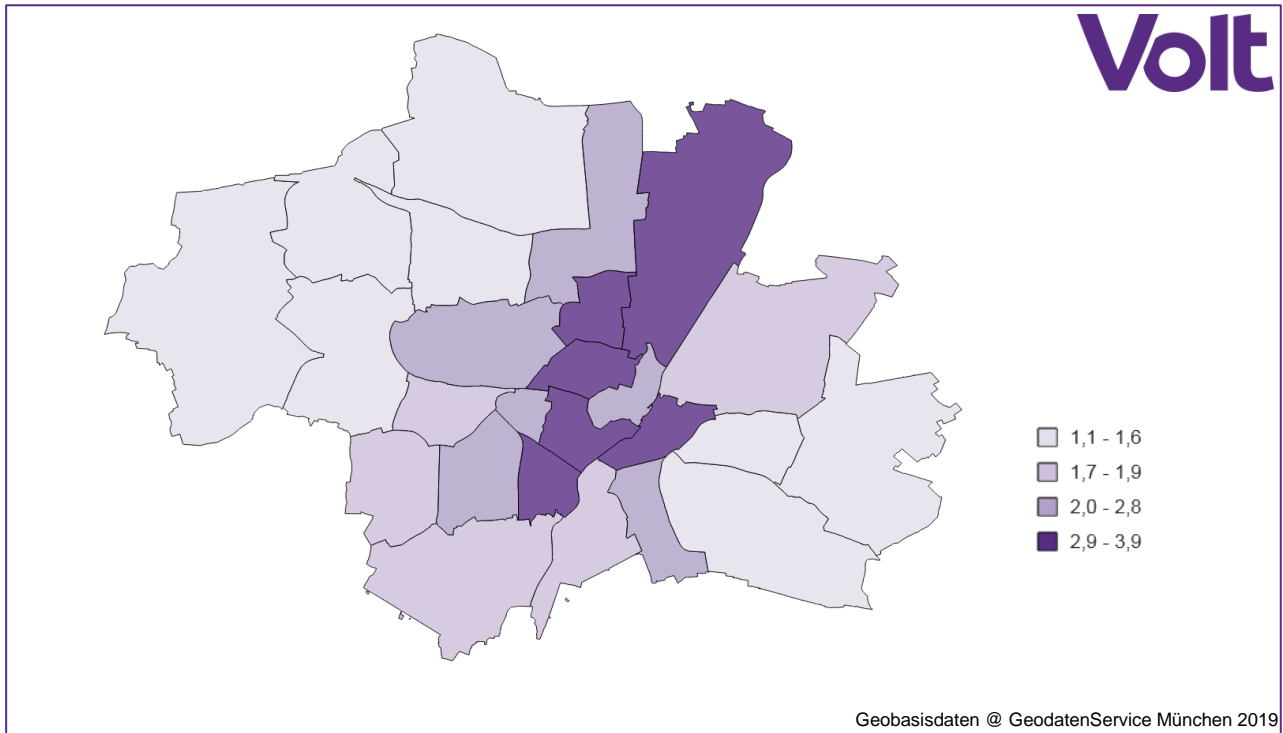 Volt
1,1 - 1,6
1,7 - 1,9
2,0 - 2,8
2,9 - 3,9
Geobasisdaten @ GeodatenService München 2019